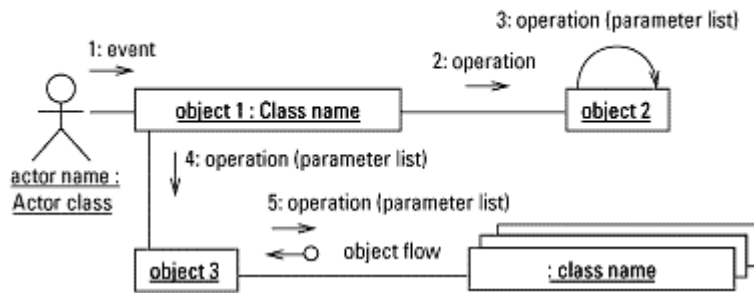 3: operation (parameter list)
1: event
2: operation
object 1 : Class name
object 2
4: operation (parameter list)
actor name :
Actor class
5: operation (parameter list)
object flow
object 3
: class name